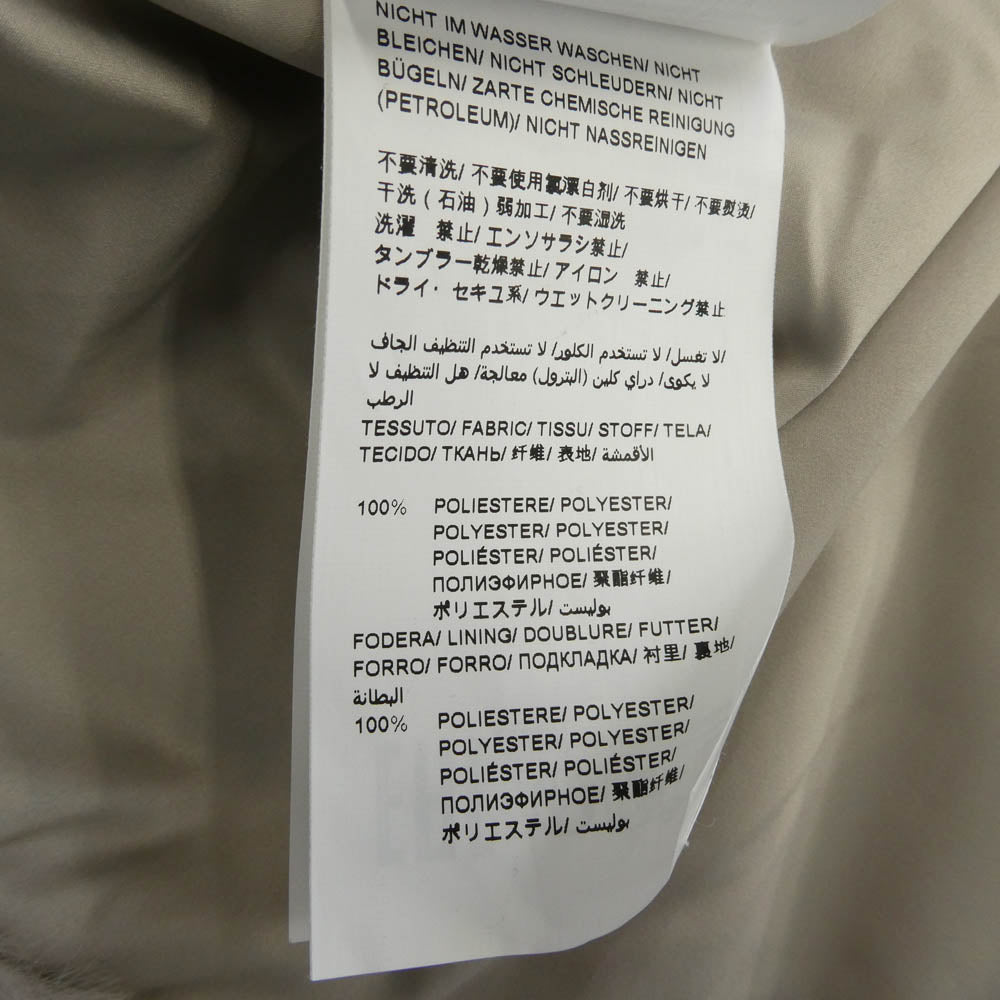 NICHT IM WASSER WASCHEN/ NICHT
BLEICHEN/ NICHT SCHLEUDERN/ NICHT
BÜGELN/ ZARTE CHEMISCHE REINIGUNG
(PETROLEUM)/ NICHT NASSREINIGEN
不要清洗/ 不要使用氯漂白剂/ 不要烘干/ 不要熨烫/
干洗（石油）弱加工/ 不要湿洗
洗濯　禁止/ エンソサラシ禁止/
タンブラー乾燥禁止/ アイロン　禁止/
ドライ・セキユ系/ ウエットクリーニング禁止
لا تغسل/ لا تستخدم الكلور/ لا تستخدم التنظيف الجاف/
لا يكوى/ دراي كلين (البترول) معالجة/ هل التنظيف لا
الرطب
TESSUTO/ FABRIC/ TISSU/ STOFF/ TELA/
TECIDO/ ТКАНЬ/ 纤维/ 表地/ الأقمشة
100% POLIESTERE/ POLYESTER/
POLYESTER/ POLYESTER/
POLIÉSTER/ POLIÉSTER/
ПОЛИЭФИРНОЕ/ 聚酯纤维/
ポリエステル/ بوليست
FODERA/ LINING/ DOUBLURE/ FUTTER/
FORRO/ FORRO/ ПОДКЛАДКА/ 衬里/ 裏地/
البطانة
100% POLIESTERE/ POLYESTER/
POLYESTER/ POLYESTER/
POLIÉSTER/ POLIÉSTER/
ПОЛИЭФИРНОЕ/ 聚酯纤维/
ポリエステル/ بوليست